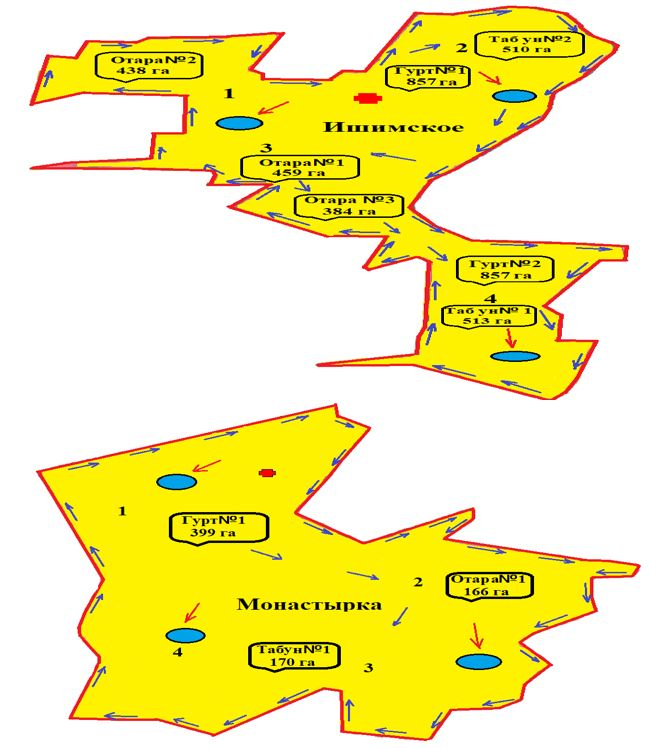 Отара№2
438 га
2
Таб ун№2
510 га
Гурт№1
857 га
1
Ишимское
3
Отара№1
459 га
Отара №3
384 га
Гурт№2
857 га
4
Таб ун№ 1
513 га
1
Гурт№1
399 га
2
Отара№1
166 га
Монастырка
4
Табун№1
170 га
3